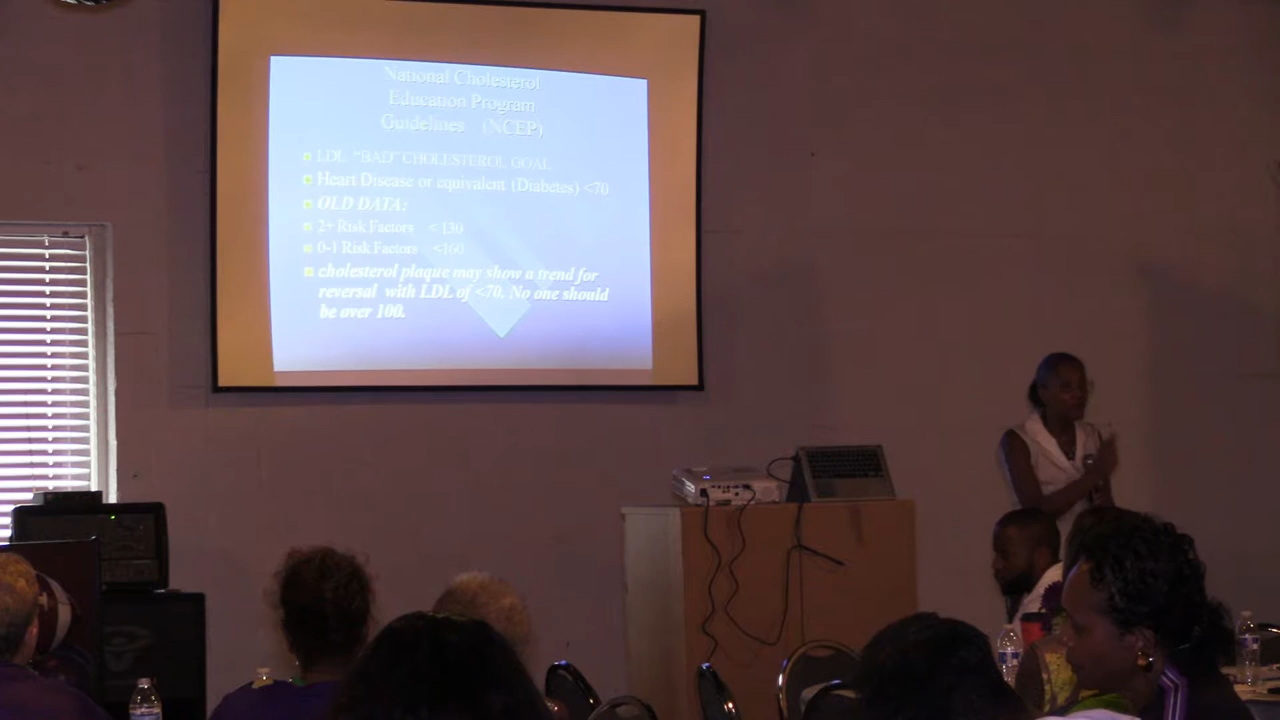 National Cholesterol
Education Program
Guidelines (NCEP)
LDL "BAD" CHOLESTEROL GOAL
Heart Disease or equivalent (Diabetes) <70
OLD DATA:
2+ Risk Factors < 130
0-1 Risk Factors <160
cholesterol plaque may show a trend for
reversal with LDL of <70. No one should
be over 100.